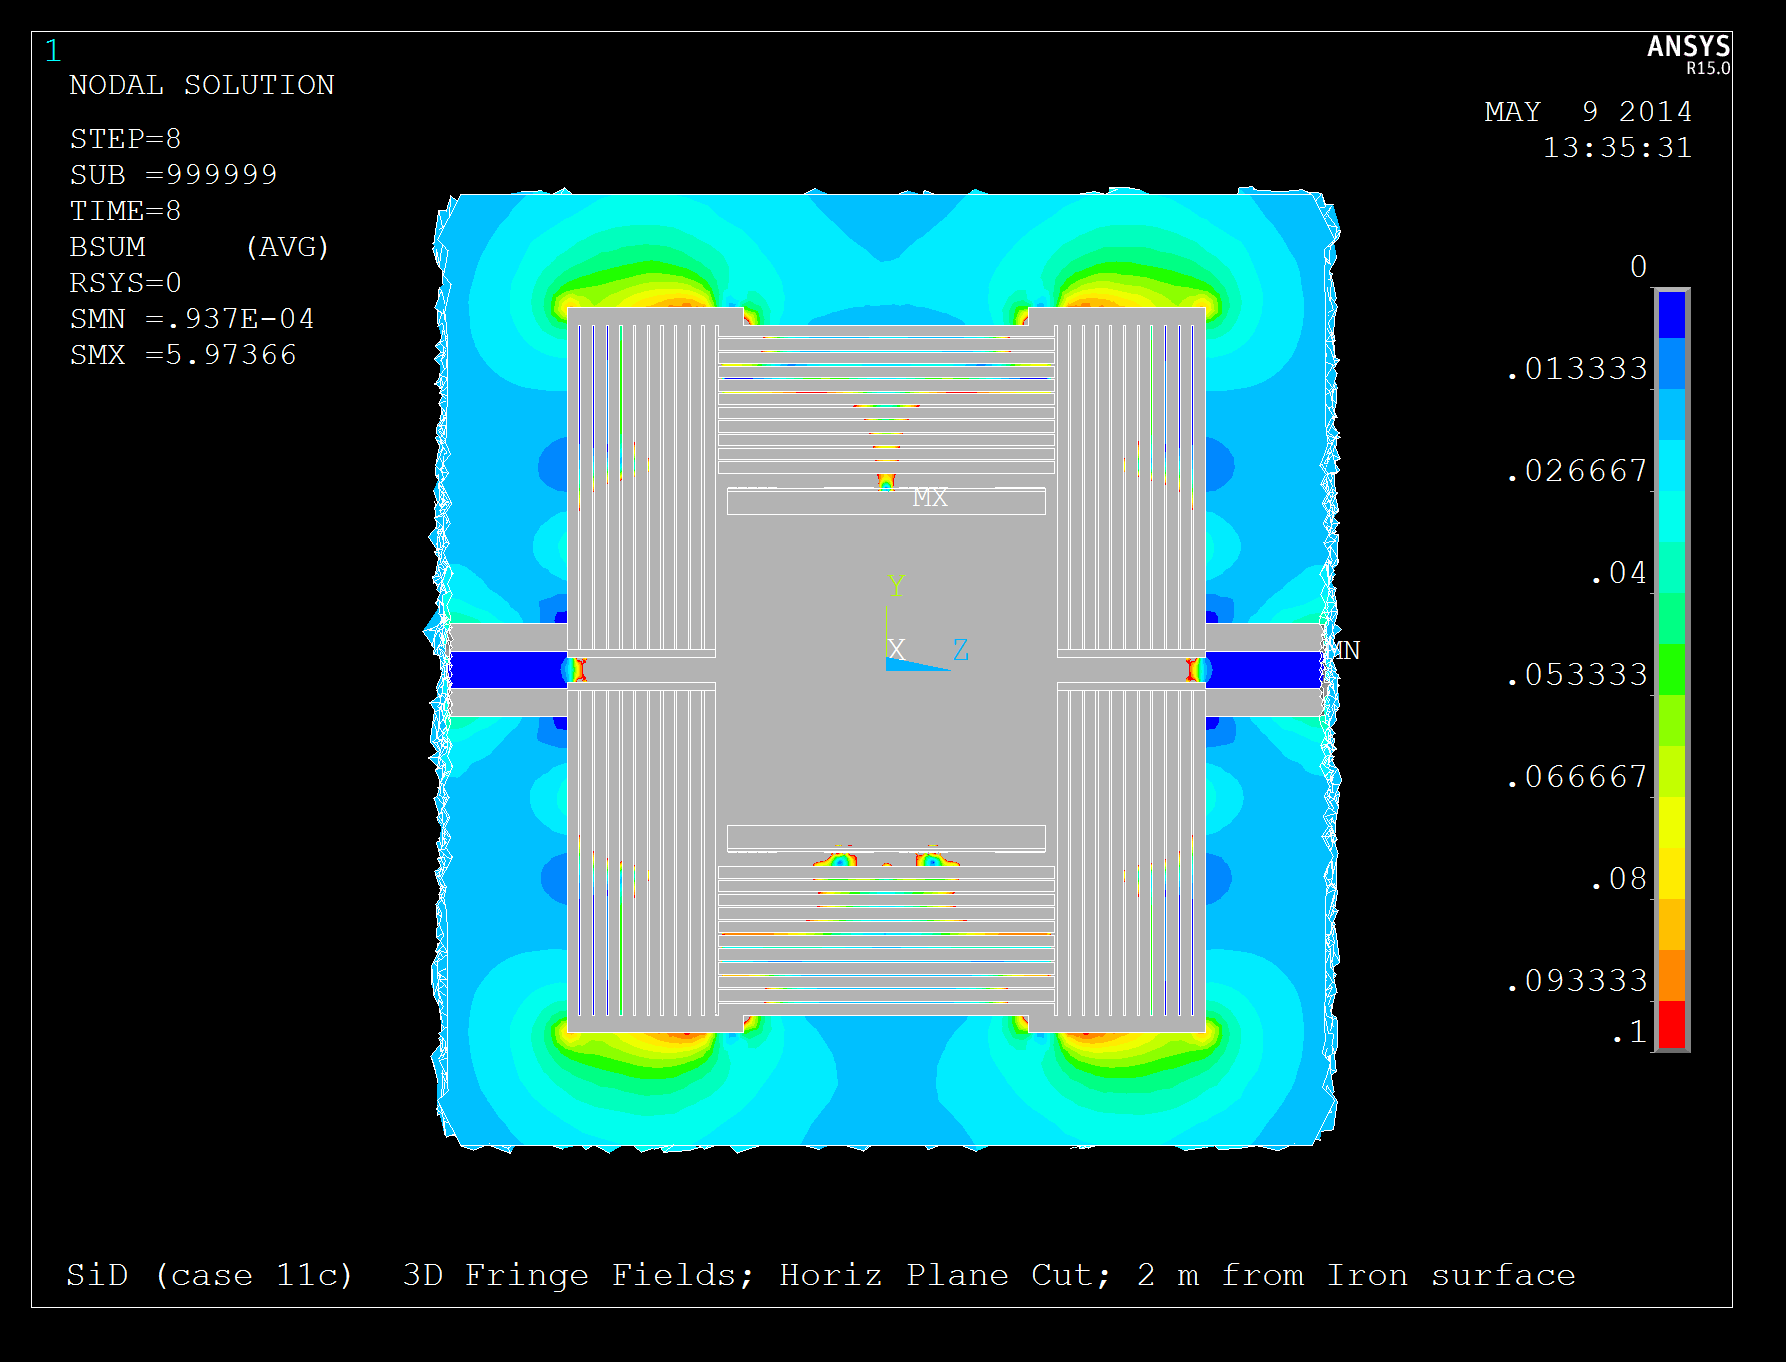 1
ANSYS
R15.0
NODAL SOLUTION
MAY 9 2014
13:35:31
STEP=8
SUB =999999
TIME=8
BSUM (AVG)
RSYS=0
SMN =.937E-04
SMX =5.97366
0
.013333
.026667
.04
.053333
.066667
.08
.093333
.1
MX
Y
X
Z
MN
SiD (case 11c) 3D Fringe Fields; Horiz Plane Cut; 2 m from Iron surface